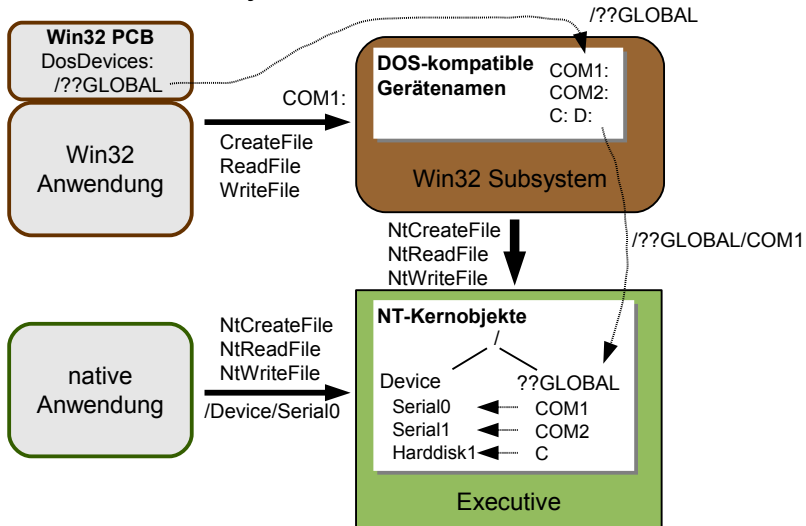 /??GLOBAL
Win32 PCB
DosDevices:
/??GLOBAL
Win32
Anwendung
COM1:
CreateFile
ReadFile
WriteFile
DOS-kompatible
Gerätenamen
COM1:
COM2:
C: D:
Win32 Subsystem
NtCreateFile
NtReadFile
NtWriteFile
/??GLOBAL/COM1
native
Anwendung
NtCreateFile
NtReadFile
NtWriteFile
/Device/Serial0
NT-Kernobjekte
/
Device ??GLOBAL
Serial0 COM1
Serial1 COM2
Harddisk1 C
Executive